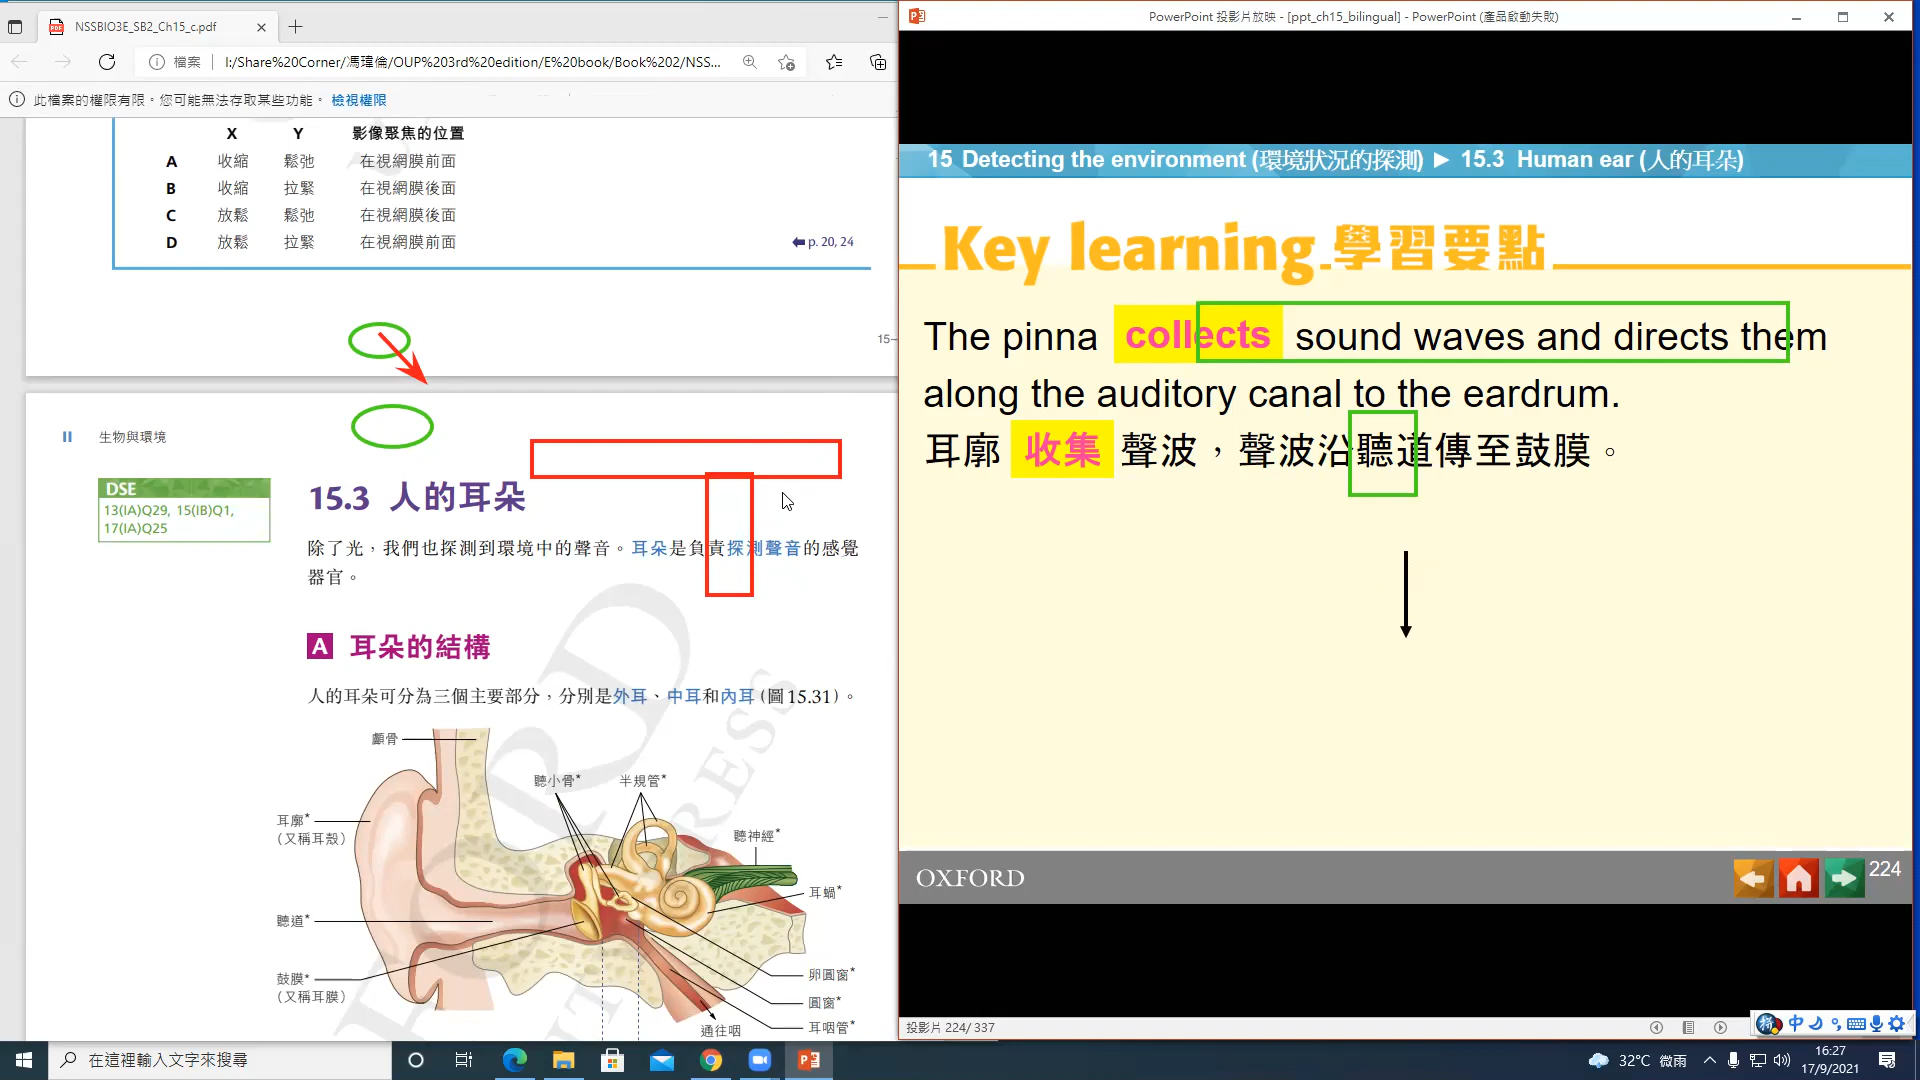 NSSBIO3E_SB2_Ch15_c.pdf
檔案 I:/Share%20Corner/馮瑋倫/OUP%203rd%20edition/E%20book/Book%202/NSS...
此檔案的權限有限。您可能無法存取某些功能。 檢視權限
X Y 影像聚焦的位置
A 收縮 鬆弛 在視網膜前面
B 收縮 拉緊 在視網膜後面
C 放鬆 鬆弛 在視網膜後面
D 放鬆 拉緊 在視網膜前面
p. 20, 24
15–
II 生物與環境
DSE
13(IA)Q29, 15(IB)Q1,
17(IA)Q25
15.3 人的耳朵
除了光，我們也探測到環境中的聲音。耳朵是負責探測聲音的感覺
器官。
A 耳朵的結構
人的耳朵可分為三個主要部分，分別是外耳、中耳和內耳（圖15.31）。
顱骨
聽小骨*
半規管*
耳廓*
（又稱耳殼）
聽神經*
耳蝸*
聽道*
鼓膜*
（又稱耳膜）
卵圓窗*
圓窗*
耳咽管*
通往咽
PowerPoint 投影片放映 - [ppt_ch15_bilingual] - PowerPoint (產品啟動失敗)
15 Detecting the environment (環境狀況的探測) ► 15.3 Human ear (人的耳朵)
Key learning 學習要點
The pinna collects sound waves and directs them
along the auditory canal to the eardrum.
耳廓 收集 聲波，聲波沿聽道傳至鼓膜。
OXFORD
224
投影片 224/ 337
拼 中
在這裡輸入文字來搜尋
32°C 微雨
16:27
17/9/2021